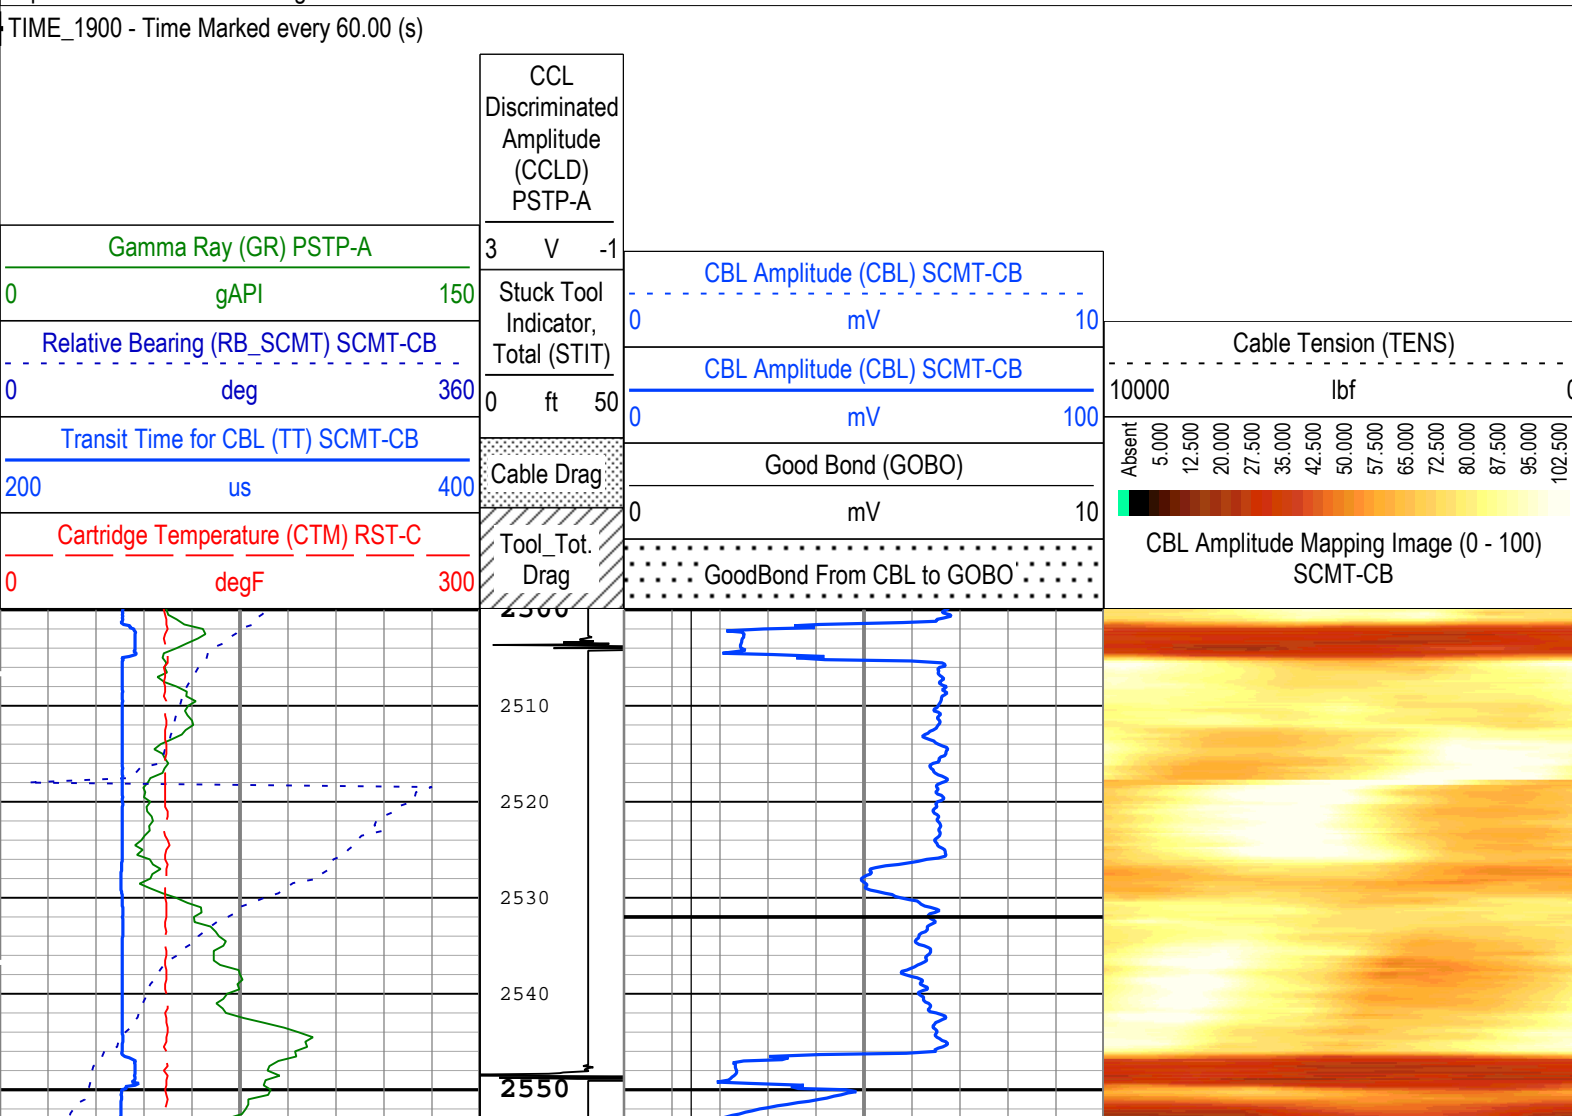 TIME_1900 - Time Marked every 60.00 (s)
CCL
Discriminated
Amplitude
(CCLD)
PSTP-A
3 V -1
Stuck Tool
Indicator,
Total (STIT)
0 ft 50
Cable Drag
Tool_Tot.
Drag
Gamma Ray (GR) PSTP-A
0 gAPI 150
Relative Bearing (RB_SCMT) SCMT-CB
0 deg 360
Transit Time for CBL (TT) SCMT-CB
200 us 400
Cartridge Temperature (CTM) RST-C
0 degF 300
CBL Amplitude (CBL) SCMT-CB
0 mV 10
CBL Amplitude (CBL) SCMT-CB
0 mV 100
Good Bond (GOBO)
0 mV 10
GoodBond From CBL to GOBO
Cable Tension (TENS)
10000 lbf 0
Absent 5.000 12.500 20.000 27.500 35.000 42.500 50.000 57.500 65.000 72.500 80.000 87.500 95.000 102.500
CBL Amplitude Mapping Image (0 - 100)
SCMT-CB
2500
2510
2520
2530
2540
2550